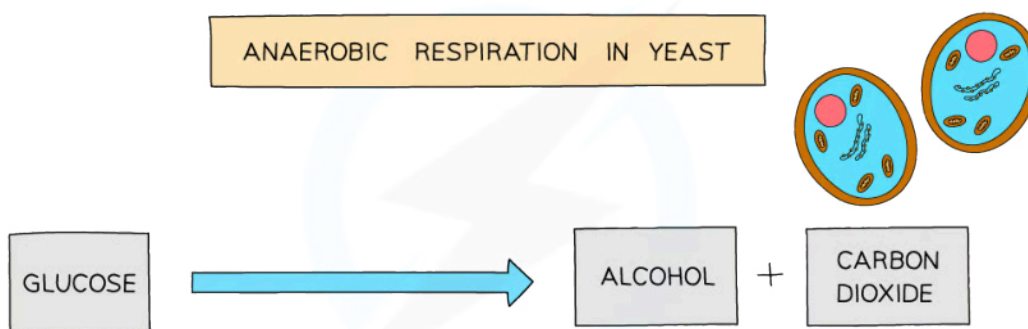 ANAEROBIC RESPIRATION IN YEAST
GLUCOSE
ALCOHOL
+
CARBON
DIOXIDE